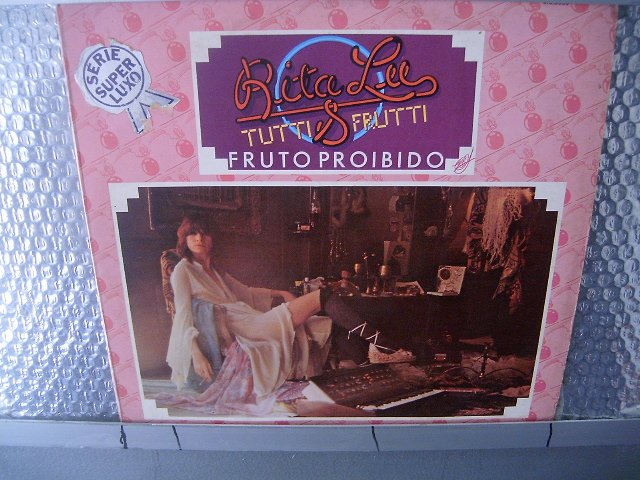 SERIE
SUPER
LUXO
Rita Lee
& TUTTI FRUTTI
FRUTO PROIBIDO